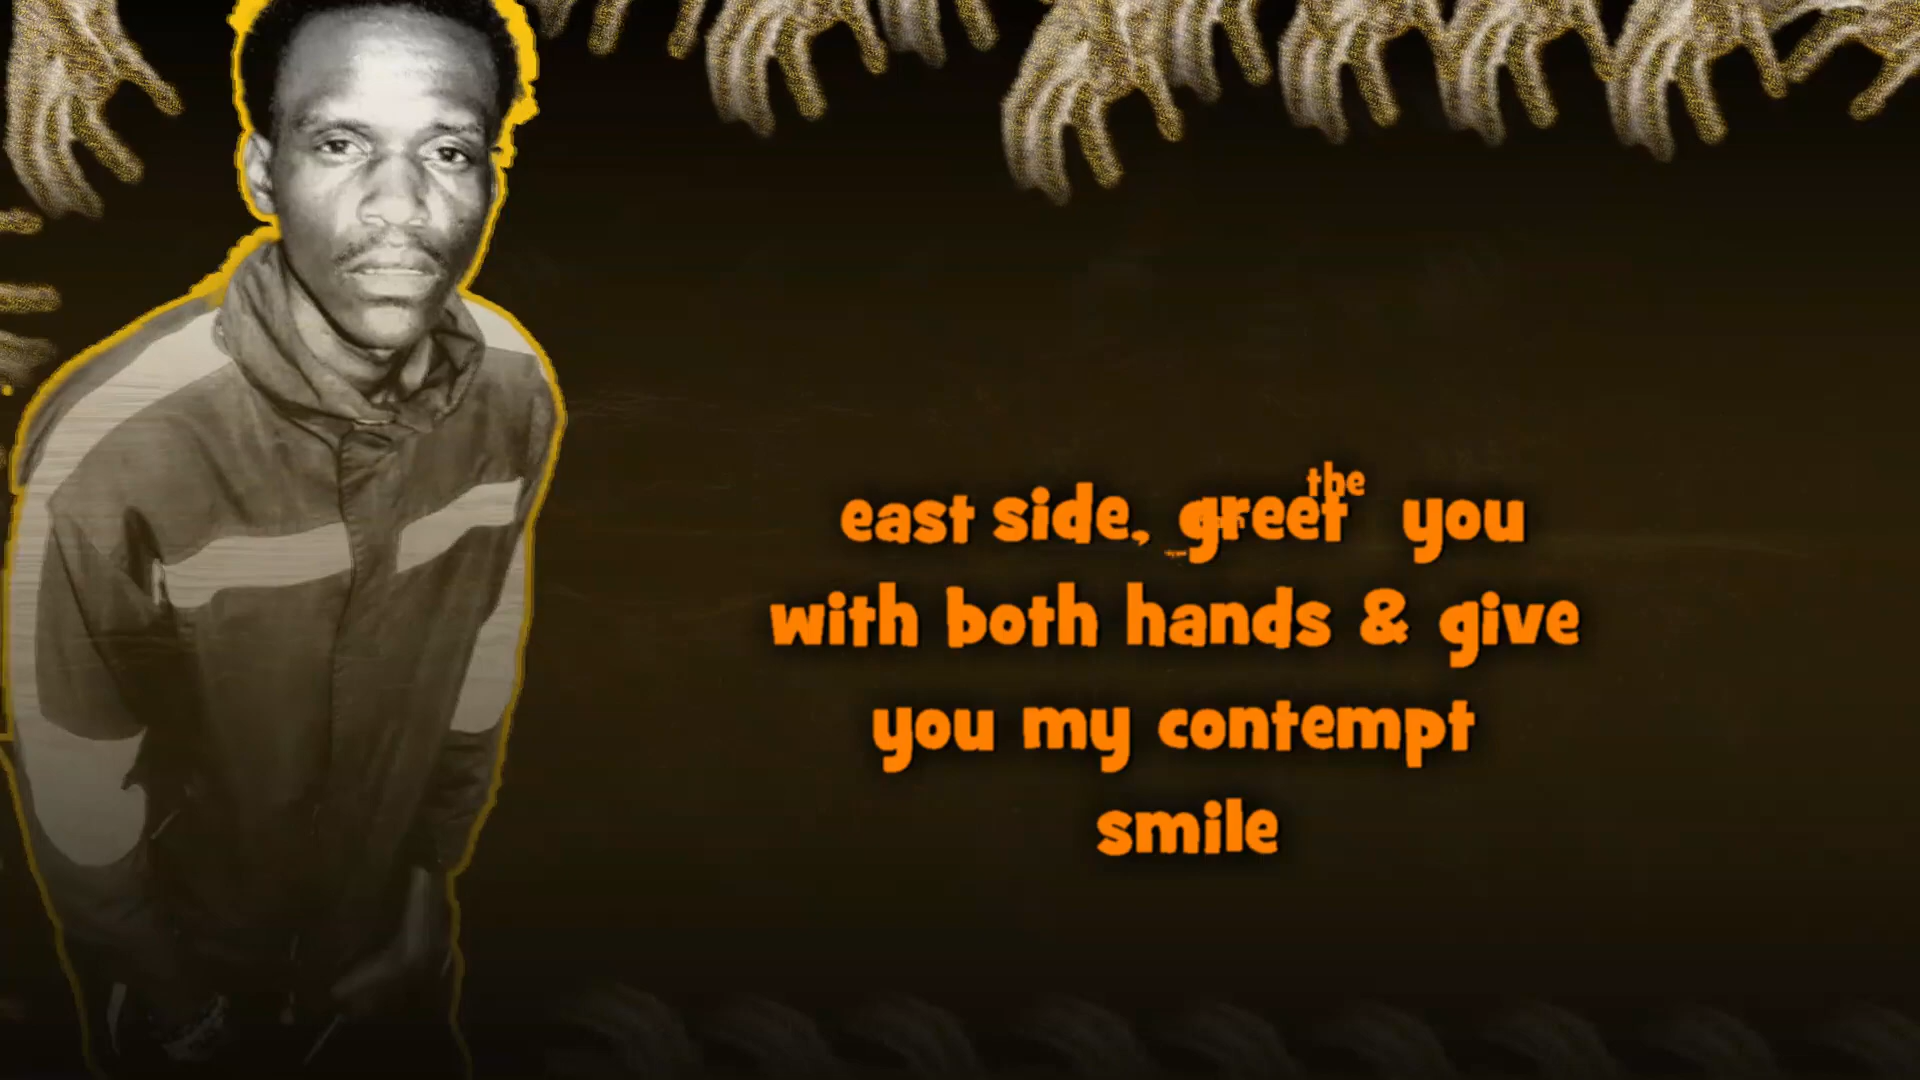 the
east side, greet you
with both hands & give
you my contempt
smile